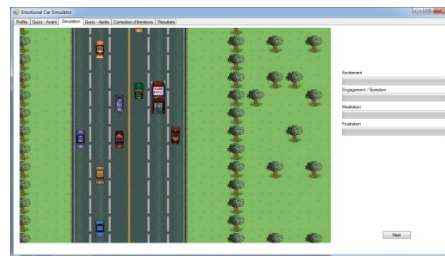 Emotional Car Simulator
Profile Quizz - Avant Simulation Quizz - Après Correction d'émotions Résultats
Excitement
Engagement / Boredom
Meditation
Frustration
Next